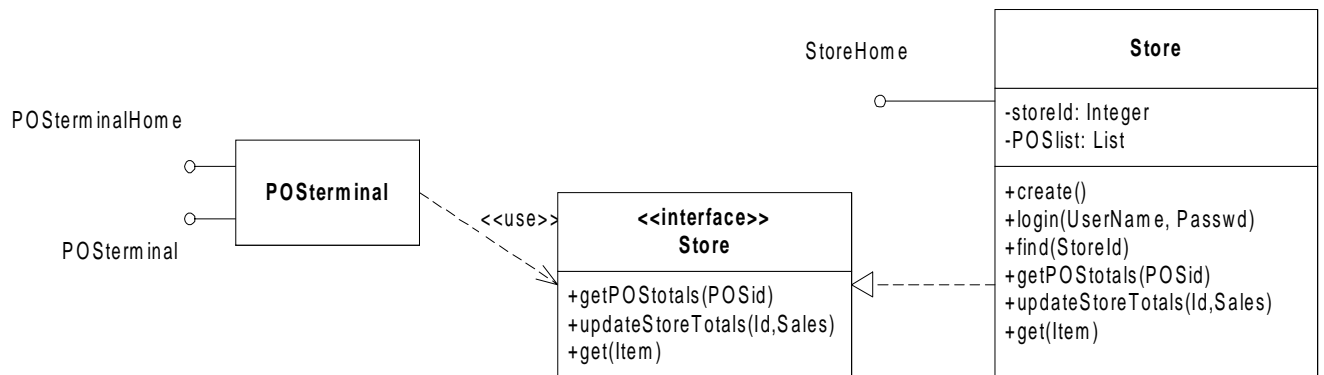 StoreHome
Store
-storeId: Integer
-POSlist: List
+create()
+login(UserName, Passwd)
+find(StoreId)
+getPOStotals(POSid)
+updateStoreTotals(Id,Sales)
+get(Item)
POSterminalHome
POSterminal
POSterminal
<<use>>
<<interface>>
Store
+getPOStotals(POSid)
+updateStoreTotals(Id,Sales)
+get(Item)